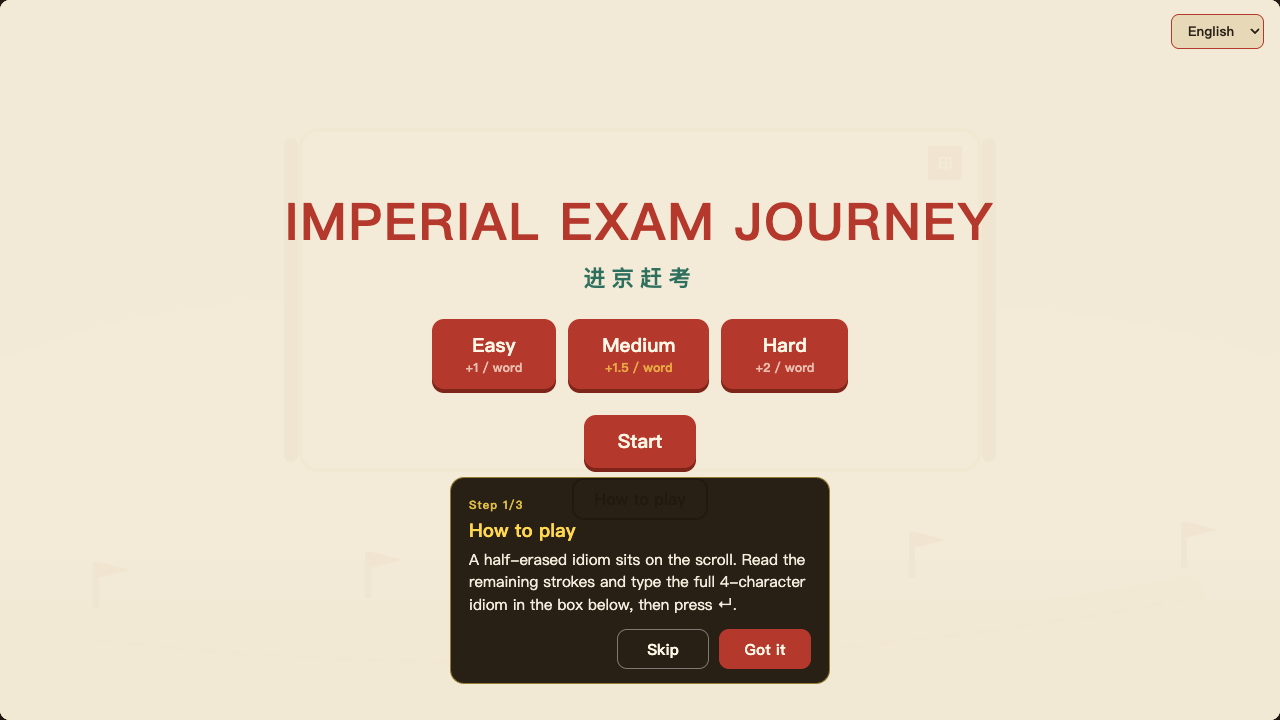 English
印
IMPERIAL EXAM JOURNEY
进京赶考
Easy
+1 / word
Medium
+1.5 / word
Hard
+2 / word
Start
How to play
Step 1/3
How to play
A half-erased idiom sits on the scroll. Read the
remaining strokes and type the full 4-character
idiom in the box below, then press ↵.
Skip
Got it